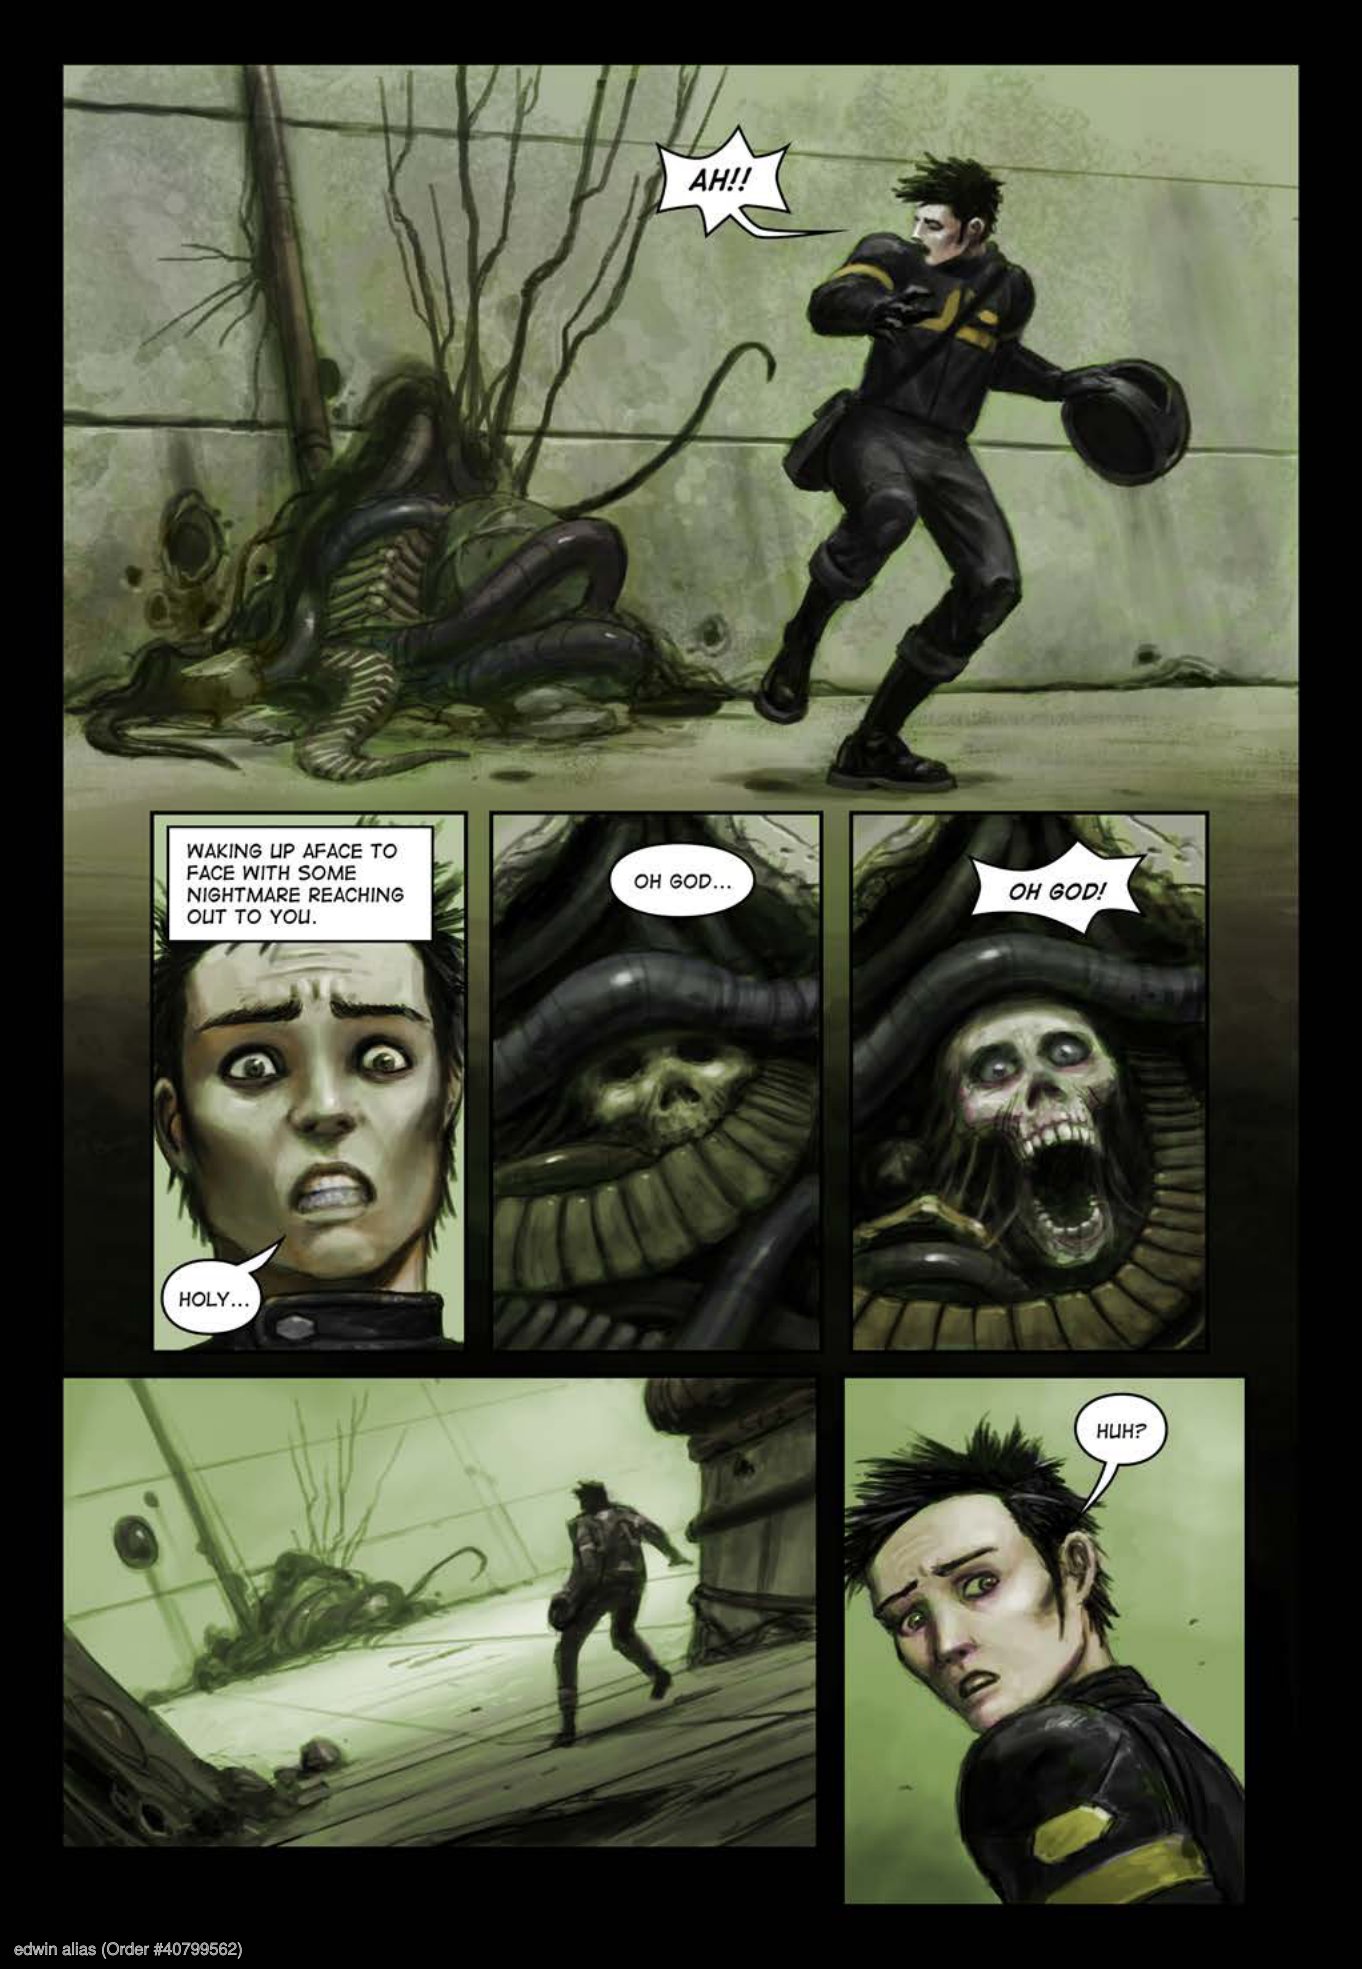 AH!!
WAKING UP AFACE TO
FACE WITH SOME
NIGHTMARE REACHING
OUT TO YOU.
HOLY...
OH GOD...
OH GOD!
HUH?
edwin alias (Order #40799562)